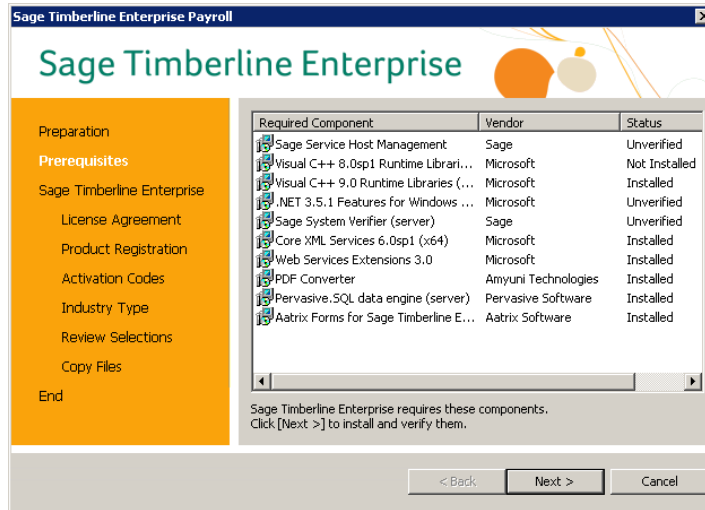 Sage Timberline Enterprise Payroll
Sage Timberline Enterprise
Preparation
Prerequisites
Sage Timberline Enterprise
License Agreement
Product Registration
Activation Codes
Industry Type
Review Selections
Copy Files
End
Required Component Vendor Status
Sage Service Host Management Sage Unverified
Visual C++ 8.0sp1 Runtime Librari... Microsoft Not Installed
Visual C++ 9.0 Runtime Libraries (... Microsoft Installed
.NET 3.5.1 Features for Windows ... Microsoft Unverified
Sage System Verifier (server) Sage Unverified
Core XML Services 6.0sp1 (x64) Microsoft Installed
Web Services Extensions 3.0 Microsoft Installed
PDF Converter Amyuni Technologies Installed
Pervasive.SQL data engine (server) Pervasive Software Installed
Aatrix Forms for Sage Timberline E... Aatrix Software Installed
Sage Timberline Enterprise requires these components.
Click [Next >] to install and verify them.
< Back Next > Cancel